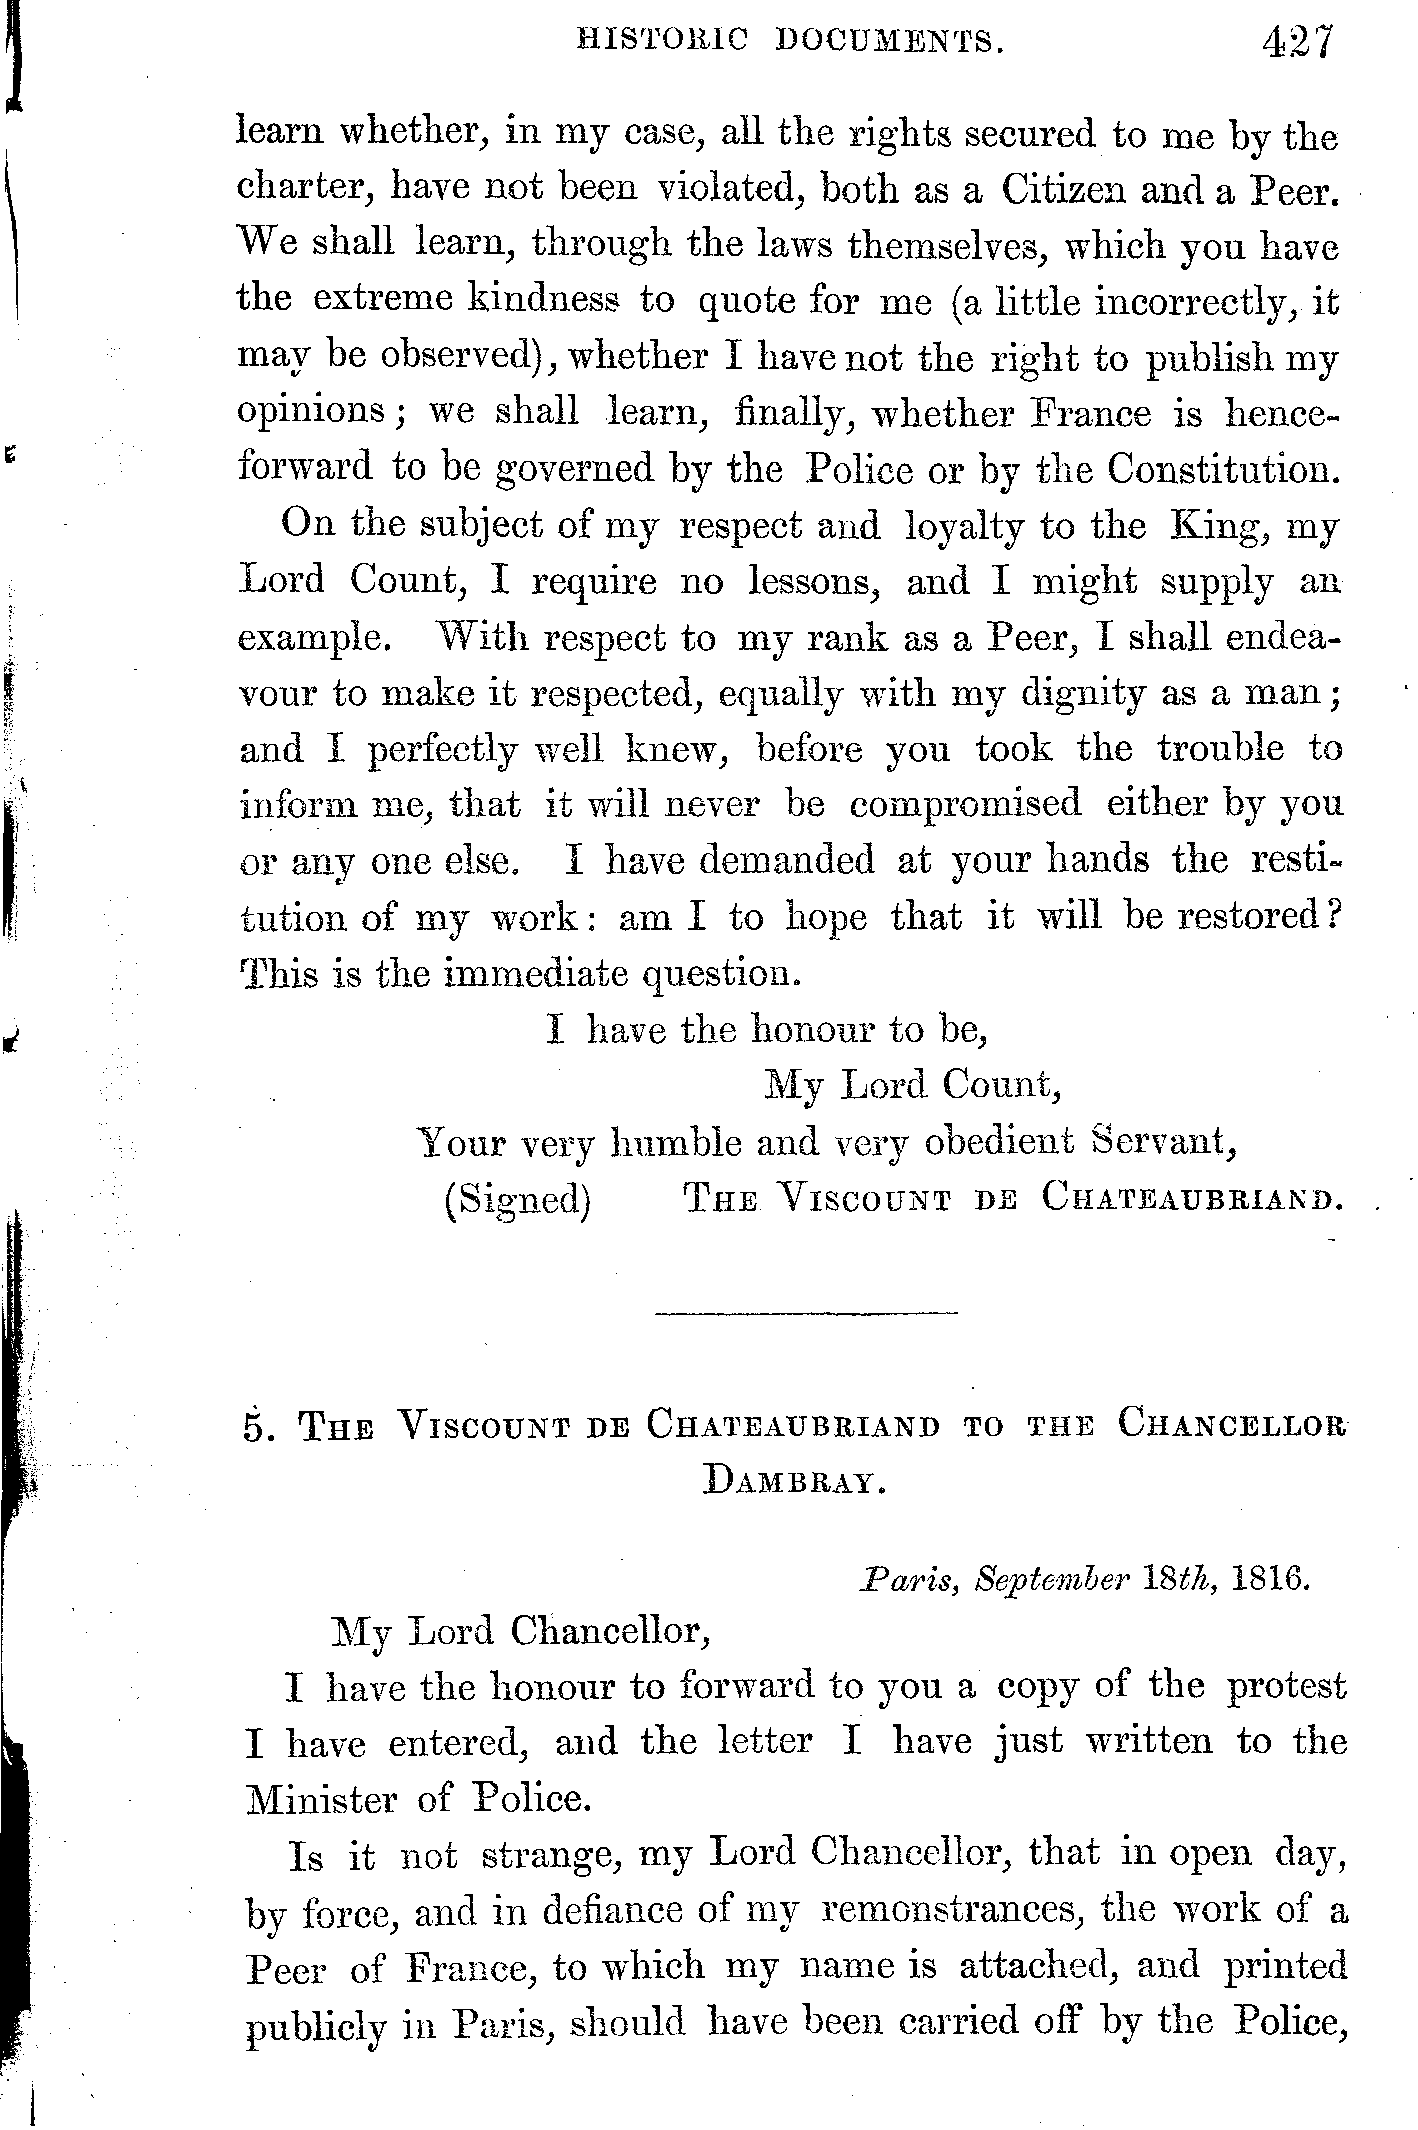 HISTORIC DOCUMENTS. 427
learn whether, in my case, all the rights secured to me by the
charter, have not been violated, both as a Citizen and a Peer.
We shall learn, through the laws themselves, which you have
the extreme kindness to quote for me (a little incorrectly, it
may be observed), whether I have not the right to publish my
opinions; we shall learn, finally, whether France is hence-
forward to be governed by the Police or by the Constitution.
On the subject of my respect and loyalty to the King, my
Lord Count, I require no lessons, and I might supply an
example. With respect to my rank as a Peer, I shall endea-
vour to make it respected, equally with my dignity as a man;
and I perfectly well knew, before you took the trouble to
inform me, that it will never be compromised either by you
or any one else. I have demanded at your hands the resti-
tution of my work: am I to hope that it will be restored?
This is the immediate question.
I have the honour to be,
My Lord Count,
Your very humble and very obedient Servant,
(Signed) THE VISCOUNT DE CHATEAUBRIAND.
5. THE VISCOUNT DE CHATEAUBRIAND TO THE CHANCELLOR
DAMBRAY.
Paris, September 18th, 1816.
My Lord Chancellor,
I have the honour to forward to you a copy of the protest
I have entered, and the letter I have just written to the
Minister of Police.
Is it not strange, my Lord Chancellor, that in open day,
by force, and in defiance of my remonstrances, the work of a
Peer of France, to which my name is attached, and printed
publicly in Paris, should have been carried off by the Police,